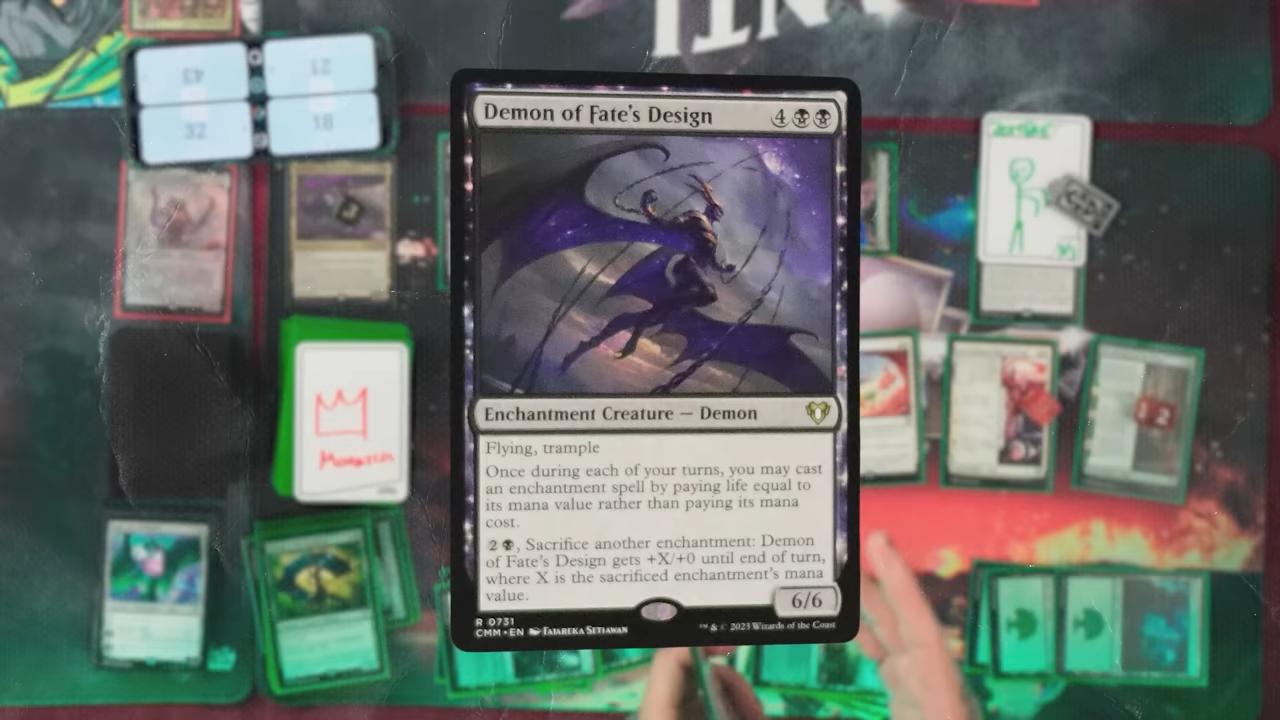 43
21
32
18
Demon of Fate's Design 4
Enchantment Creature — Demon
Flying, trample
Once during each of your turns, you may cast
an enchantment spell by paying life equal to
its mana value rather than paying its mana
cost.
2, Sacrifice another enchantment: Demon
of Fate's Design gets +X/+0 until end of turn,
where X is the sacrificed enchantment's mana
value.
6/6
R 0731
CMM • EN Fajareka Setiawan
™ & © 2023 Wizards of the Coast
Monarch